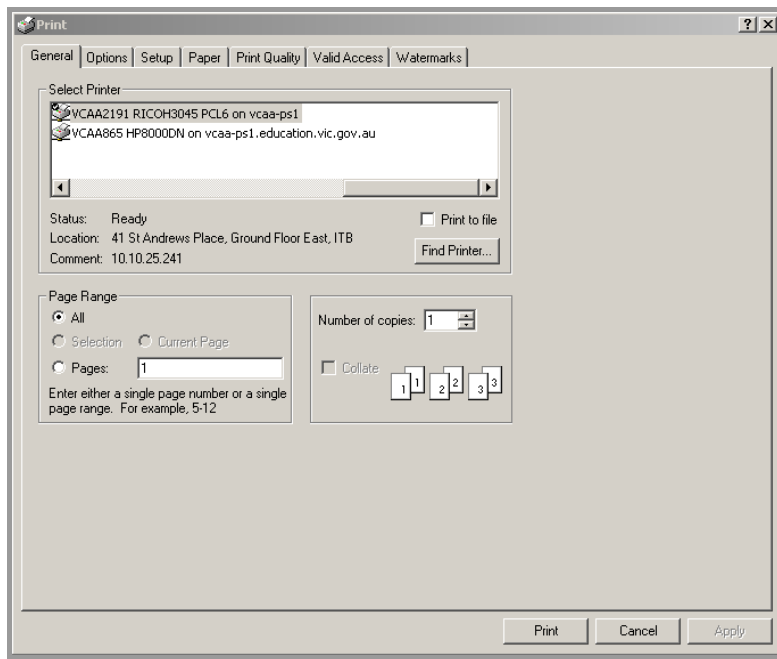 Print
General Options Setup Paper Print Quality Valid Access Watermarks
Select Printer
VCAA2191 RICOH3045 PCL6 on vcaa-ps1
VCAA865 HP8000DN on vcaa-ps1.education.vic.gov.au
Status: Ready
Print to file
Location: 41 St Andrews Place, Ground Floor East, ITB
Comment: 10.10.25.241
Find Printer...
Page Range
All
Selection Current Page
Pages: 1
Enter either a single page number or a single
page range. For example, 5-12
Number of copies: 1
Collate
1 1 2 2 3 3
Print Cancel Apply